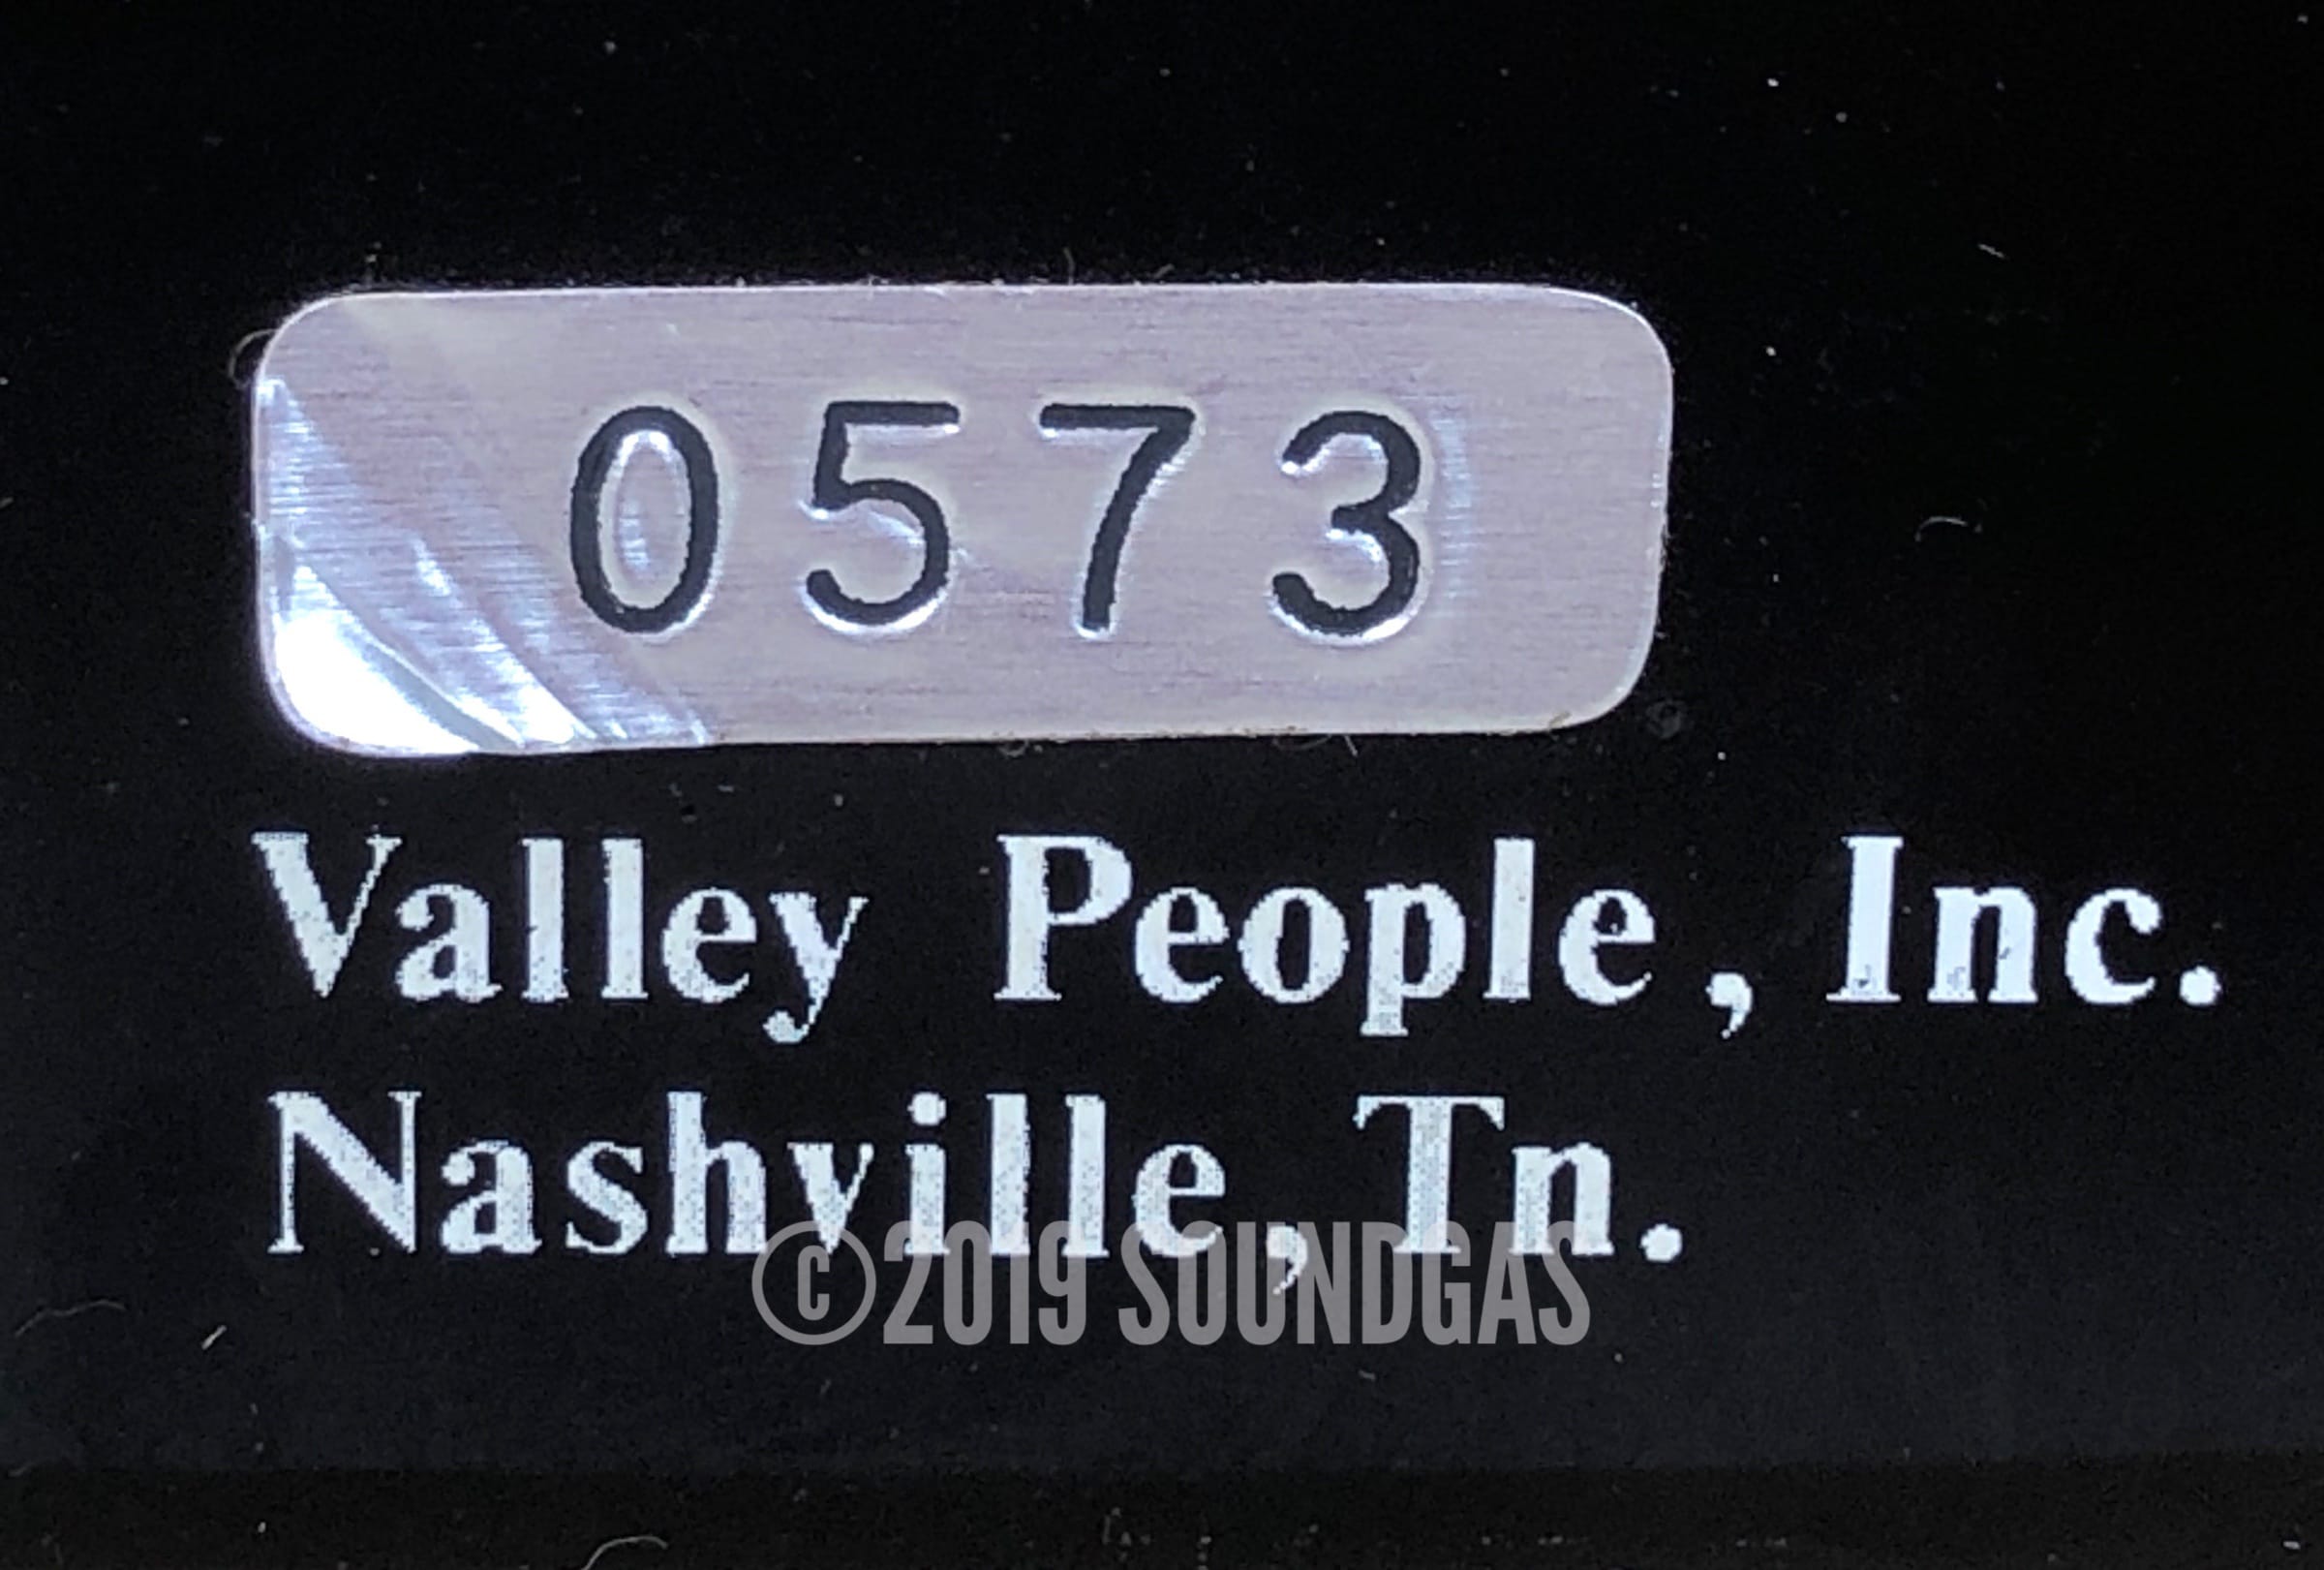 0573
Valley People, Inc.
Nashville, Tn.
©2019 SOUNDGAS